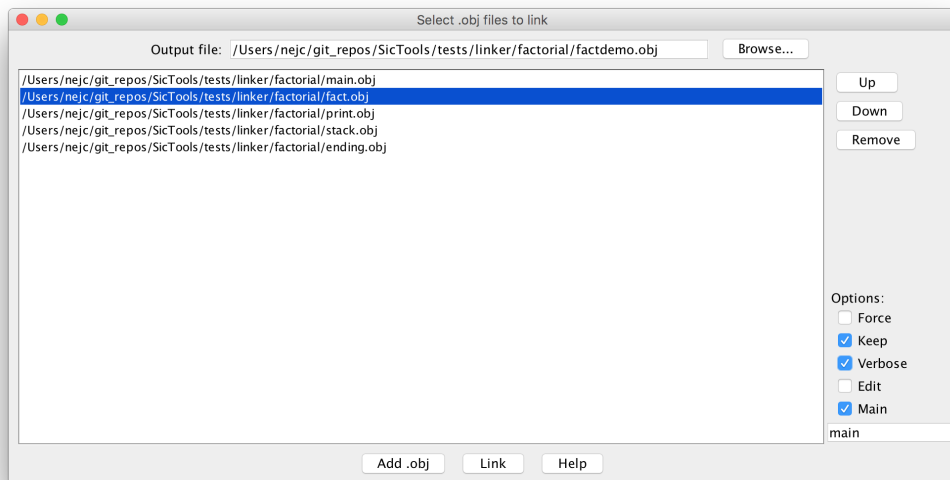 Select .obj files to link
Output file: /Users/nejc/git_repos/SicTools/tests/linker/factorial/factdemo.obj Browse...
/Users/nejc/git_repos/SicTools/tests/linker/factorial/main.obj
/Users/nejc/git_repos/SicTools/tests/linker/factorial/fact.obj
/Users/nejc/git_repos/SicTools/tests/linker/factorial/print.obj
/Users/nejc/git_repos/SicTools/tests/linker/factorial/stack.obj
/Users/nejc/git_repos/SicTools/tests/linker/factorial/ending.obj
Up
Down
Remove
Options:
Force
Keep
Verbose
Edit
Main
main
Add .obj Link Help